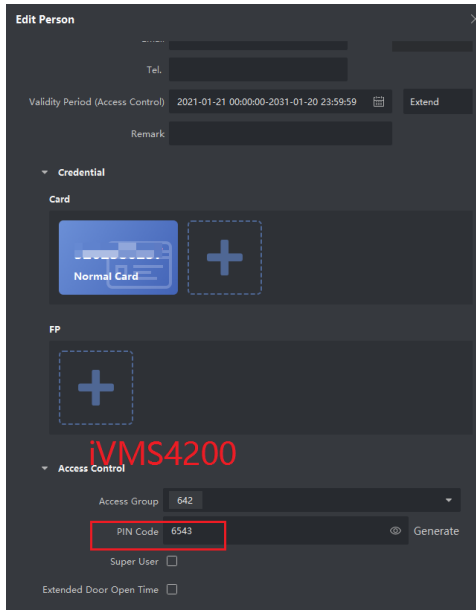 Edit Person
Tel.
Validity Period (Access Control) 2021-01-21 00:00:00-2031-01-20 23:59:59 Extend
Remark
Credential
Card
Normal Card
FP
iVMS4200
Access Control
Access Group 642
PIN Code 6543 Generate
Super User
Extended Door Open Time